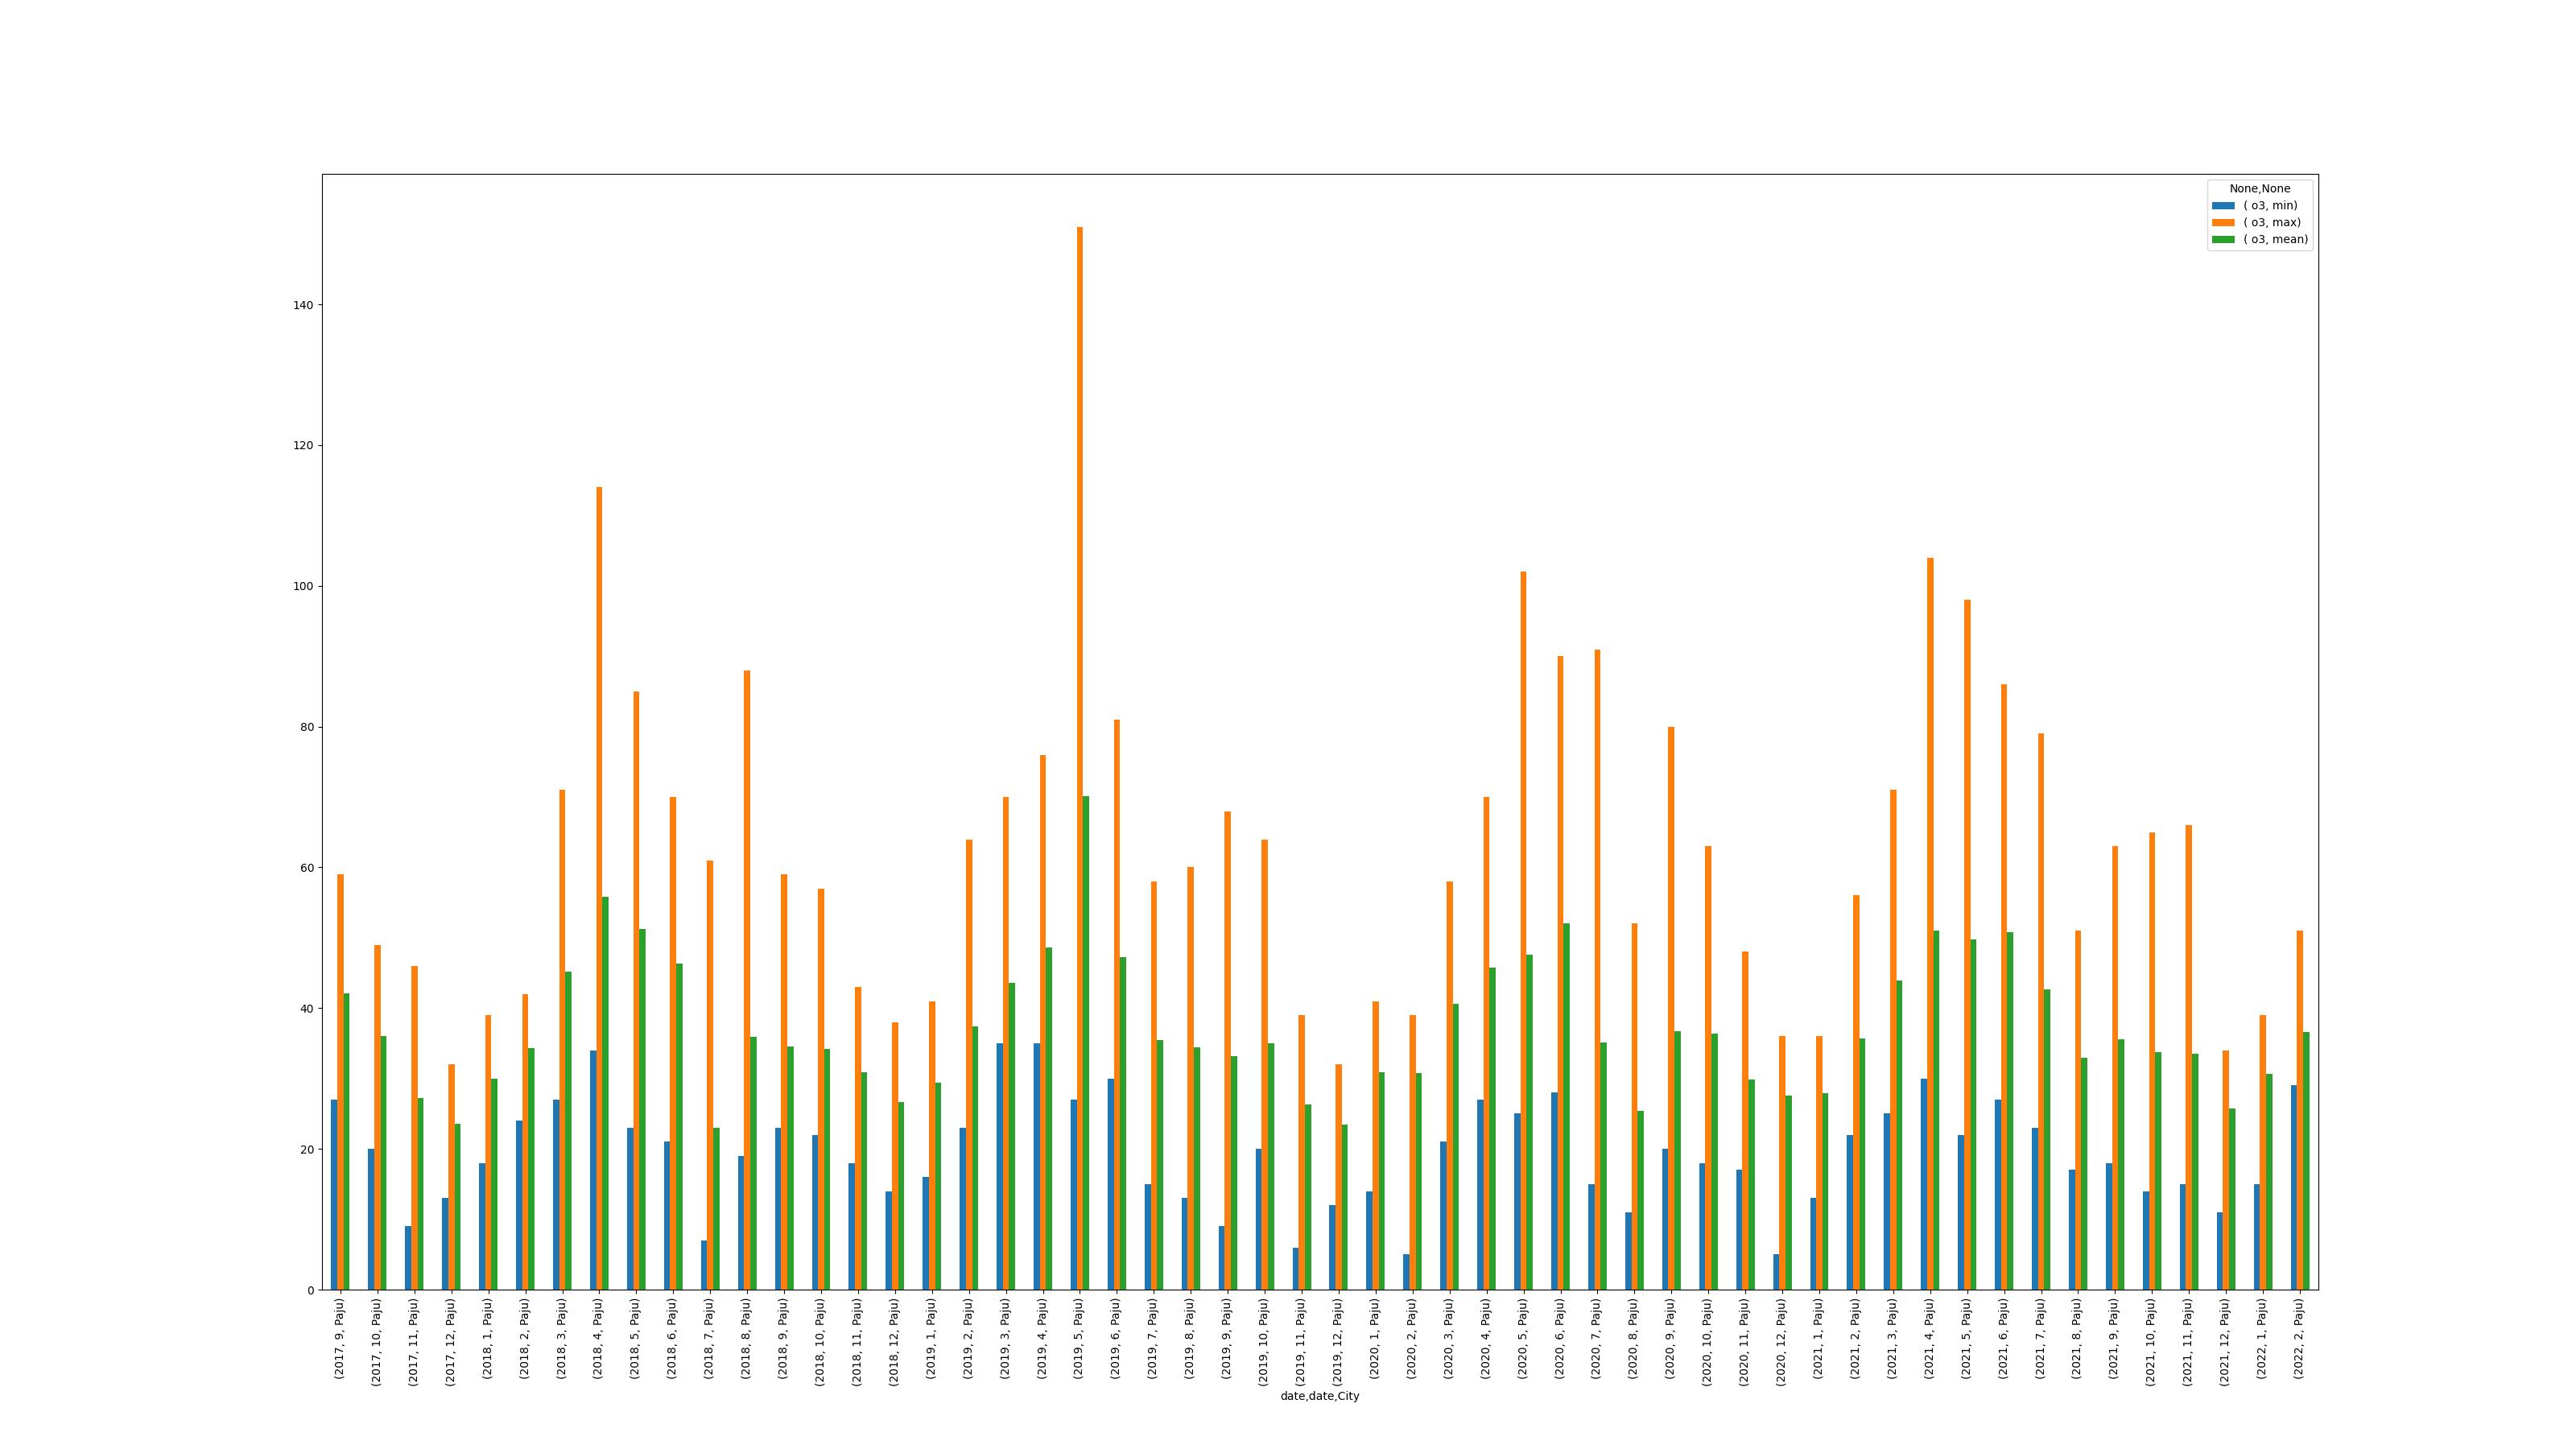 None,None
( o3, min)
( o3, max)
( o3, mean)
140
120
100
80
60
40
20
0
(2017, 9, Paju)
(2017, 10, Paju)
(2017, 11, Paju)
(2017, 12, Paju)
(2018, 1, Paju)
(2018, 2, Paju)
(2018, 3, Paju)
(2018, 4, Paju)
(2018, 5, Paju)
(2018, 6, Paju)
(2018, 7, Paju)
(2018, 8, Paju)
(2018, 9, Paju)
(2018, 10, Paju)
(2018, 11, Paju)
(2018, 12, Paju)
(2019, 1, Paju)
(2019, 2, Paju)
(2019, 3, Paju)
(2019, 4, Paju)
(2019, 5, Paju)
(2019, 6, Paju)
(2019, 7, Paju)
(2019, 8, Paju)
(2019, 9, Paju)
(2019, 10, Paju)
(2019, 11, Paju)
(2019, 12, Paju)
(2020, 1, Paju)
(2020, 2, Paju)
(2020, 3, Paju)
(2020, 4, Paju)
(2020, 5, Paju)
(2020, 6, Paju)
(2020, 7, Paju)
(2020, 8, Paju)
(2020, 9, Paju)
(2020, 10, Paju)
(2020, 11, Paju)
(2020, 12, Paju)
(2021, 1, Paju)
(2021, 2, Paju)
(2021, 3, Paju)
(2021, 4, Paju)
(2021, 5, Paju)
(2021, 6, Paju)
(2021, 7, Paju)
(2021, 8, Paju)
(2021, 9, Paju)
(2021, 10, Paju)
(2021, 11, Paju)
(2021, 12, Paju)
(2022, 1, Paju)
(2022, 2, Paju)
date,date,City